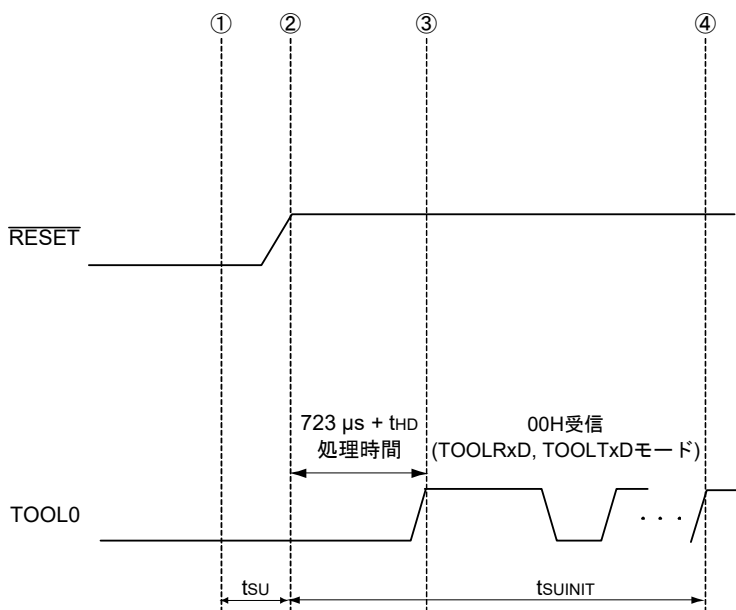 ① ② ③ ④
RESET
723 µs + tHD
処理時間
00H受信
(TOOLRxD, TOOLTxDモード)
TOOL0
. . .
tSU
tSUINIT